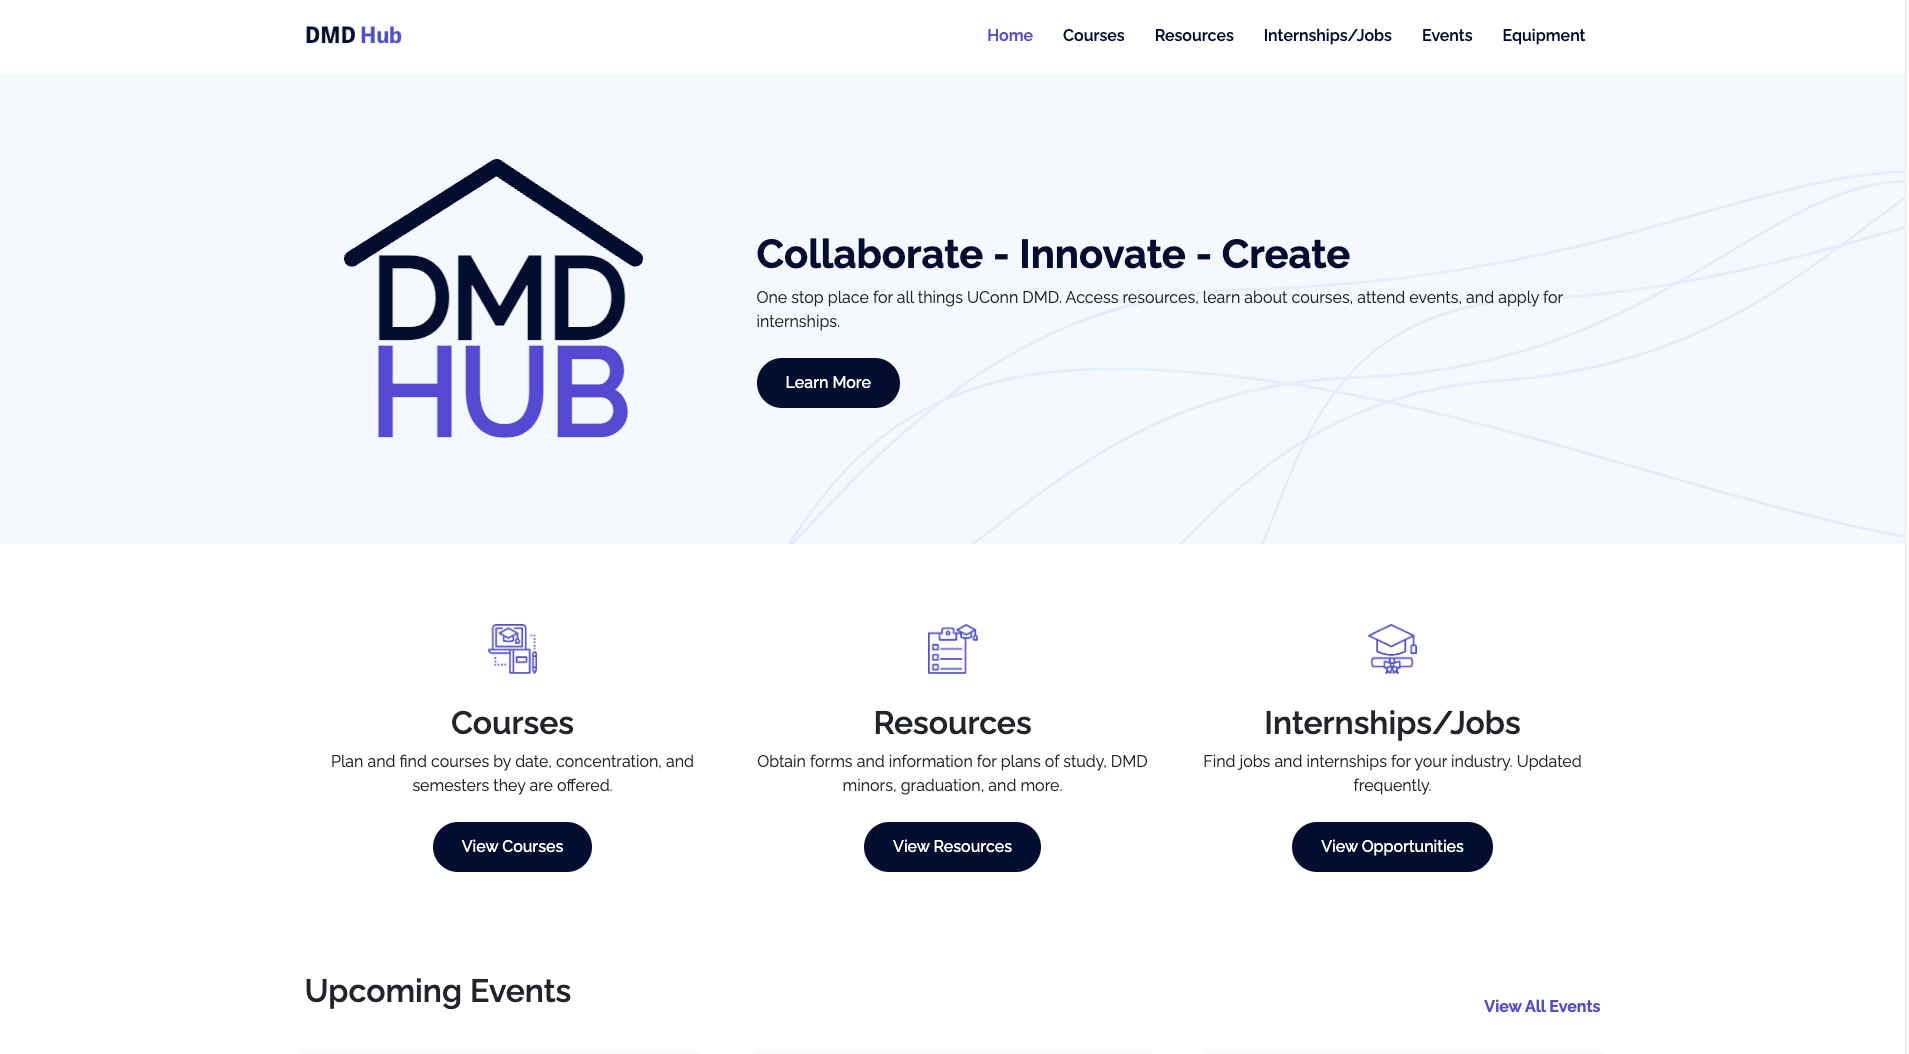 DMD Hub
Home Courses Resources Internships/Jobs Events Equipment
DMD
HUB
Collaborate - Innovate - Create
One stop place for all things UConn DMD. Access resources, learn about courses, attend events, and apply for
internships.
Learn More
Courses
Plan and find courses by date, concentration, and
semesters they are offered.
View Courses
Resources
Obtain forms and information for plans of study, DMD
minors, graduation, and more.
View Resources
Internships/Jobs
Find jobs and internships for your industry. Updated
frequently.
View Opportunities
Upcoming Events
View All Events